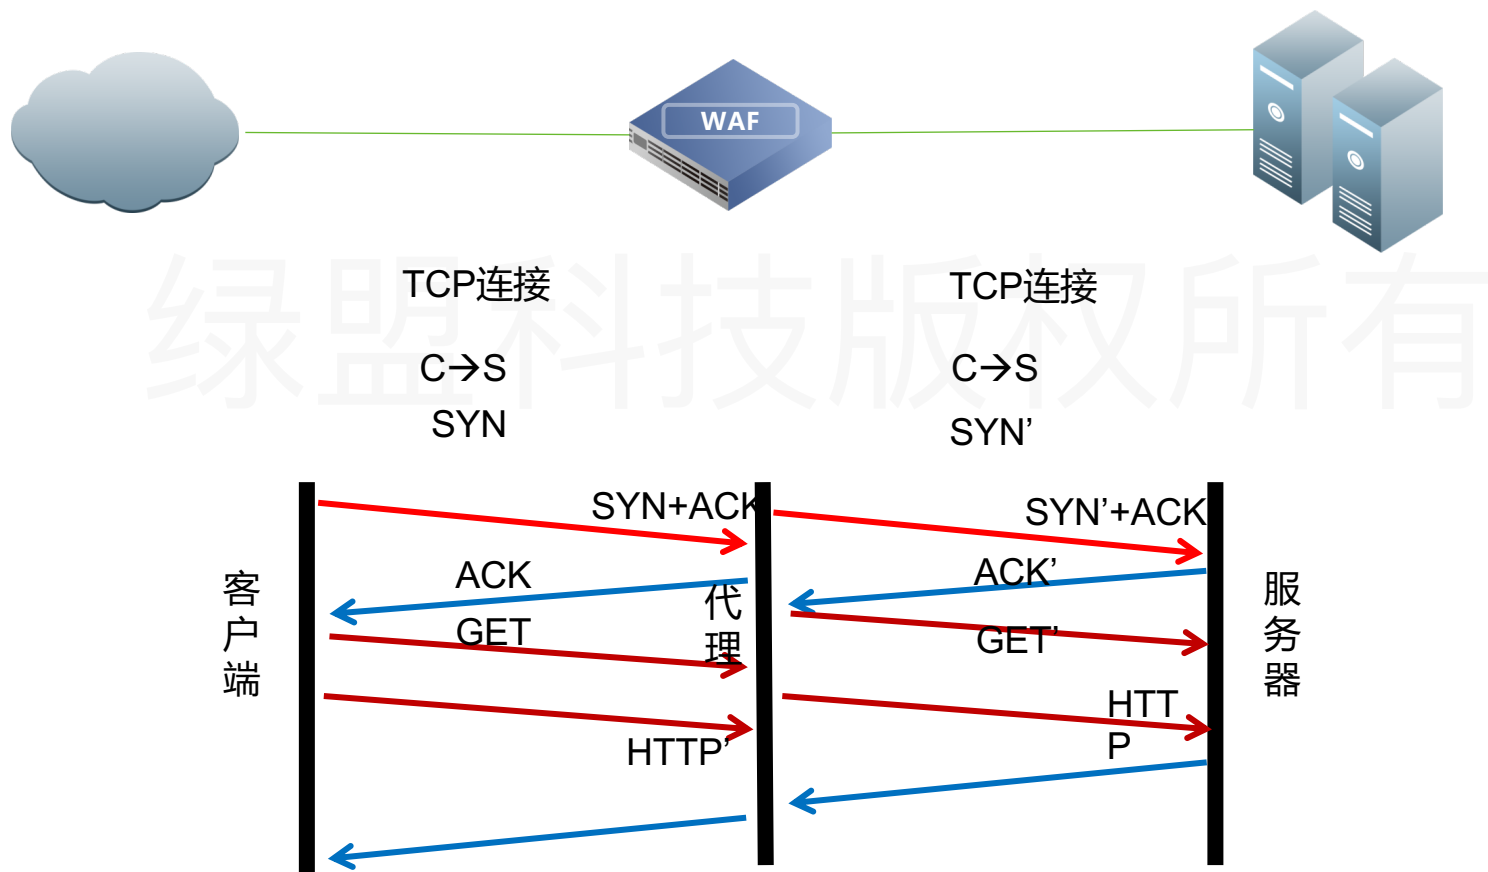 WAF
绿盟科技版权所有
TCP连接
TCP连接
C→S
C→S
SYN
SYN’
SYN+ACK
SYN’+ACK
ACK
ACK’
客
户
端
代
理
服
务
器
GET
GET’
HTT
P
HTTP’